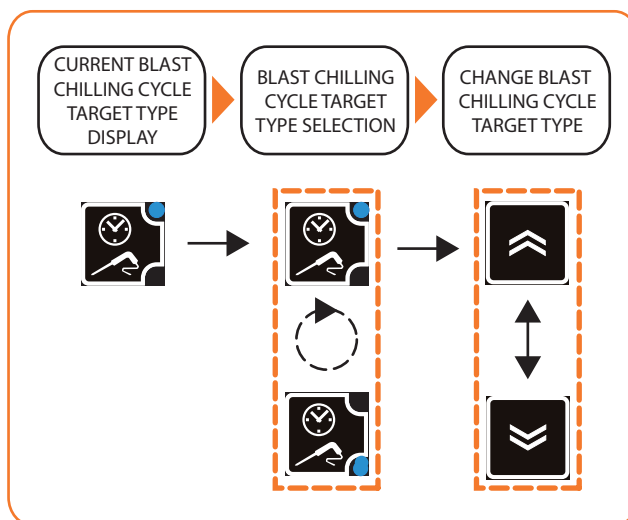 CURRENT BLAST
CHILLING CYCLE
TARGET TYPE
DISPLAY
BLAST CHILLING
CYCLE TARGET
TYPE SELECTION
CHANGE BLAST
CHILLING CYCLE
TARGET TYPE